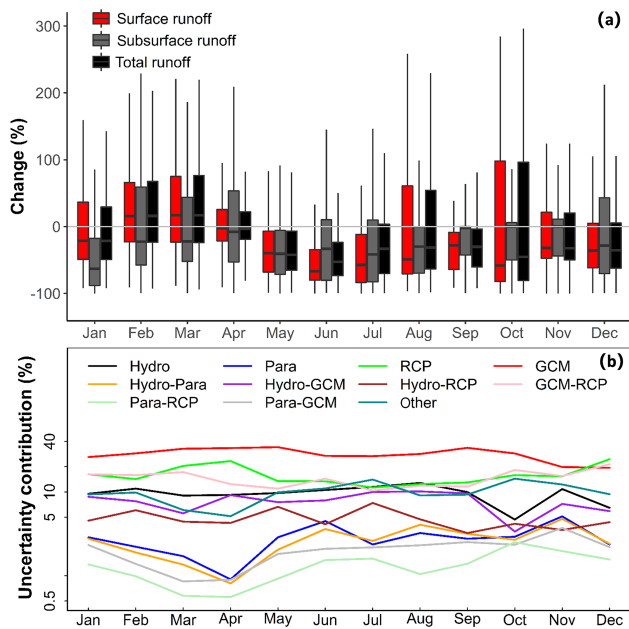 300
200
100
0
-100
Change (%)
Surface runoff
Subsurface runoff
Total runoff
(a)
Jan Feb Mar Apr May Jun Jul Aug Sep Oct Nov Dec
(b)
Hydro Para RCP GCM
Hydro-Para Hydro-GCM Hydro-RCP GCM-RCP
Para-RCP Para-GCM Other
Uncertainty contribution (%)
40
10
5
0.5
Jan Feb Mar Apr May Jun Jul Aug Sep Oct Nov Dec